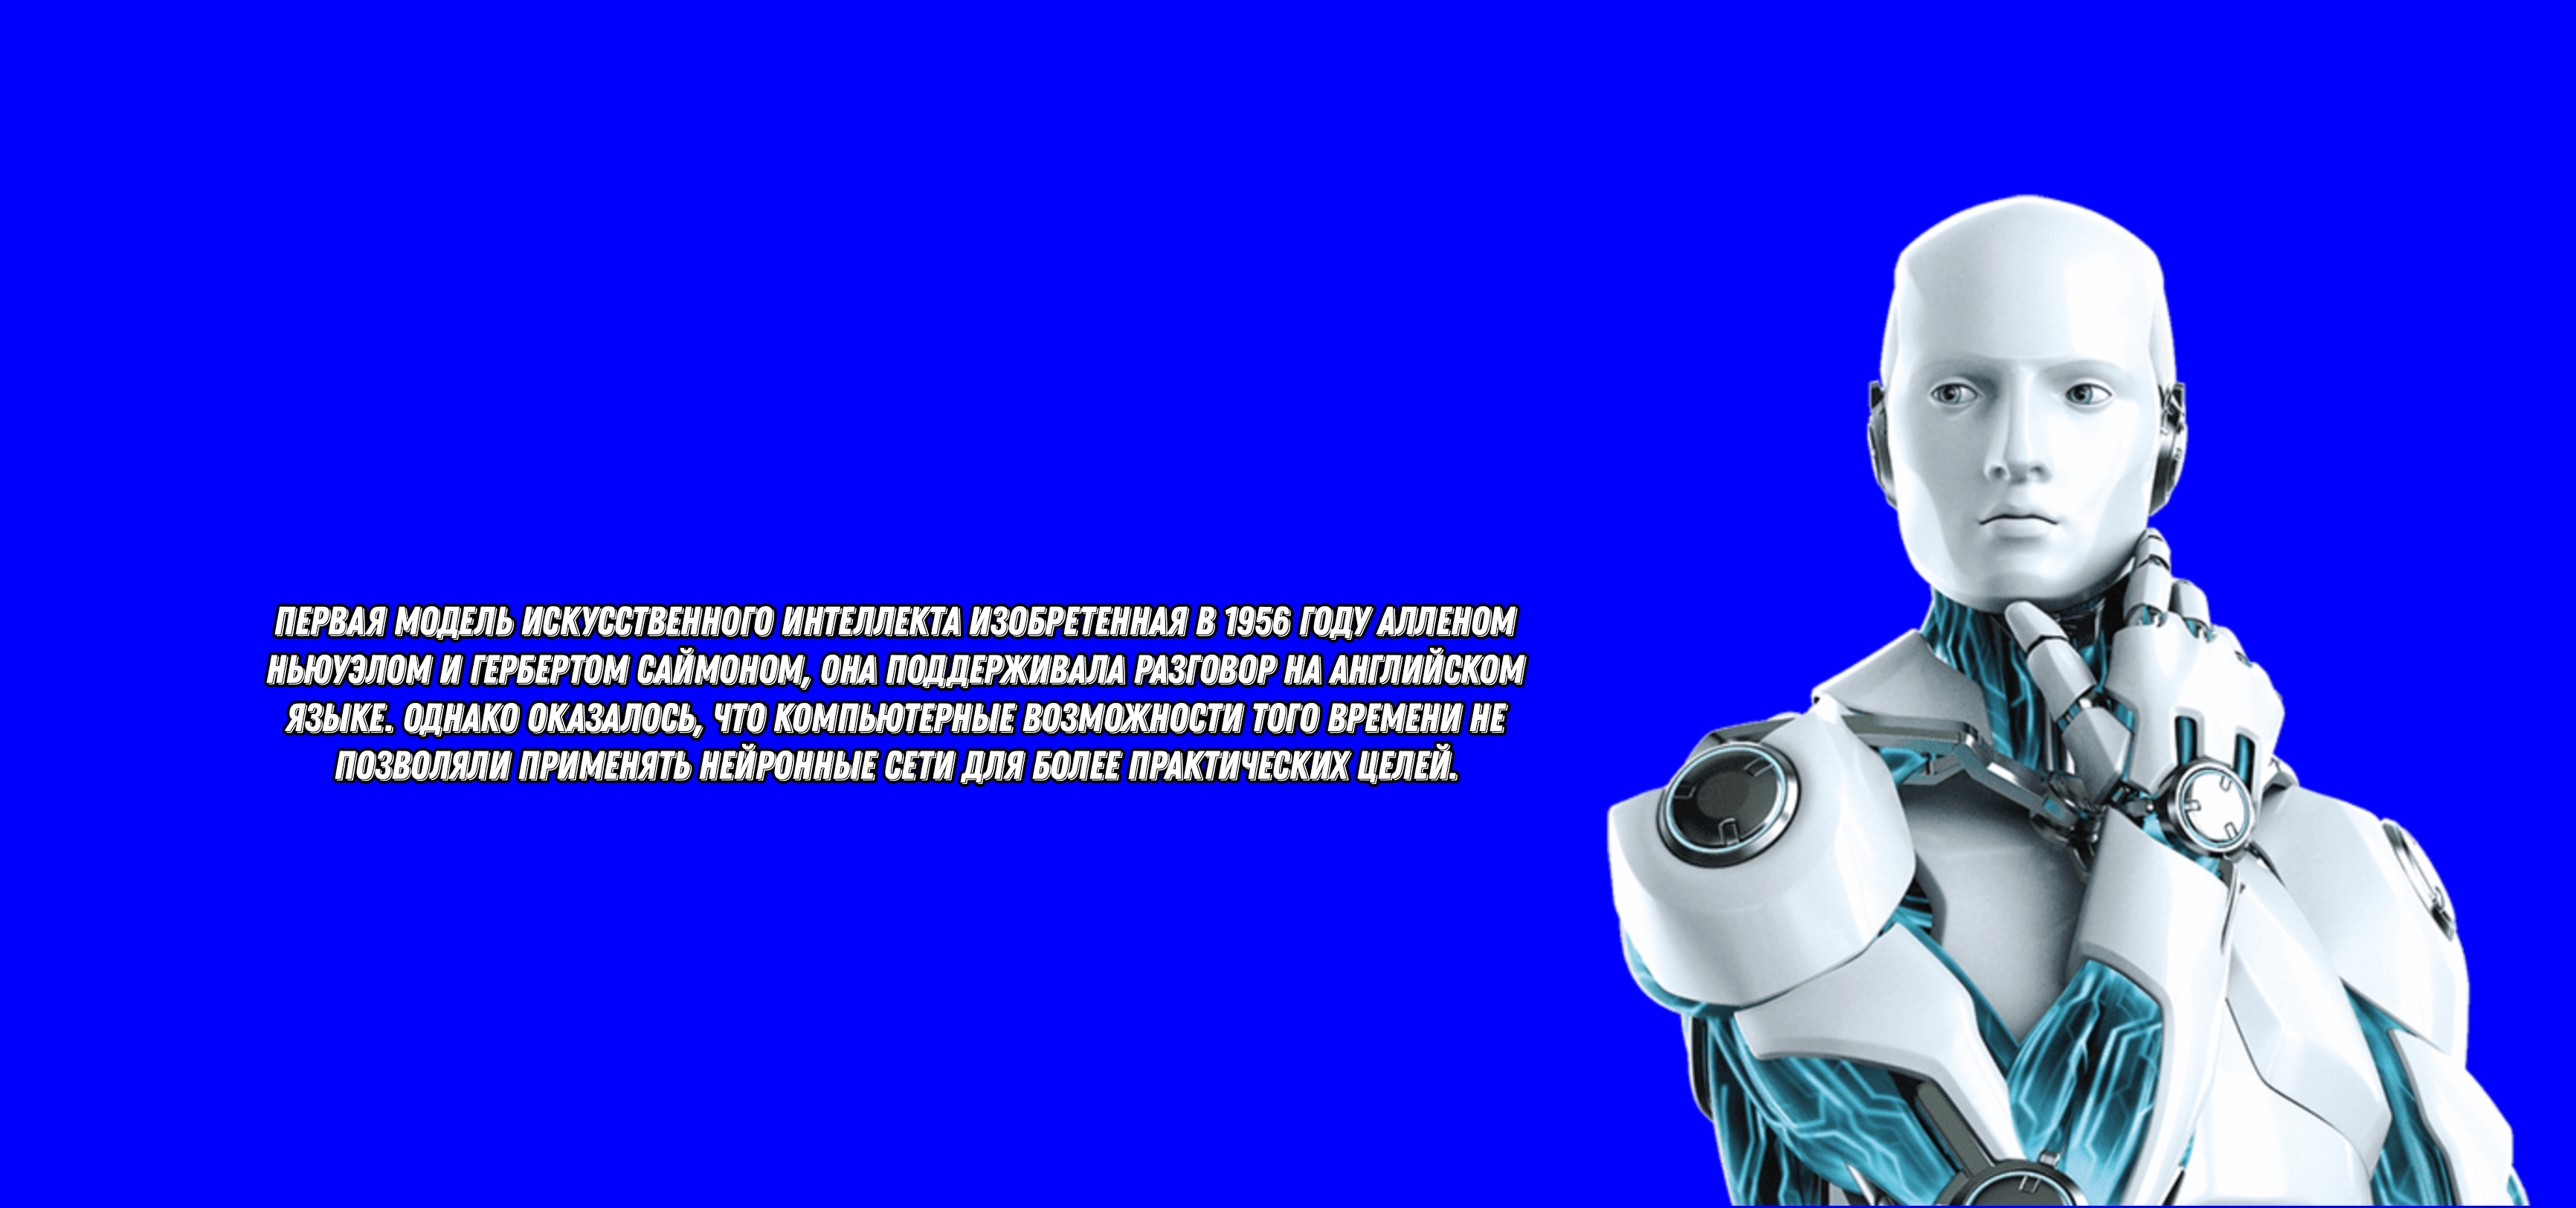 ПЕРВАЯ МОДЕЛЬ ИСКУССТВЕННОГО ИНТЕЛЛЕКТА ИЗОБРЕТЕННАЯ В 1956 ГОДУ АЛЛЕНОМ
НЬЮУЭЛОМ И ГЕРБЕРТОМ САЙМОНОМ, ОНА ПОДДЕРЖИВАЛА РАЗГОВОР НА АНГЛИЙСКОМ
ЯЗЫКЕ. ОДНАКО ОКАЗАЛОСЬ, ЧТО КОМПЬЮТЕРНЫЕ ВОЗМОЖНОСТИ ТОГО ВРЕМЕНИ НЕ
ПОЗВОЛЯЛИ ПРИМЕНЯТЬ НЕЙРОННЫЕ СЕТИ ДЛЯ БОЛЕЕ ПРАКТИЧЕСКИХ ЦЕЛЕЙ.